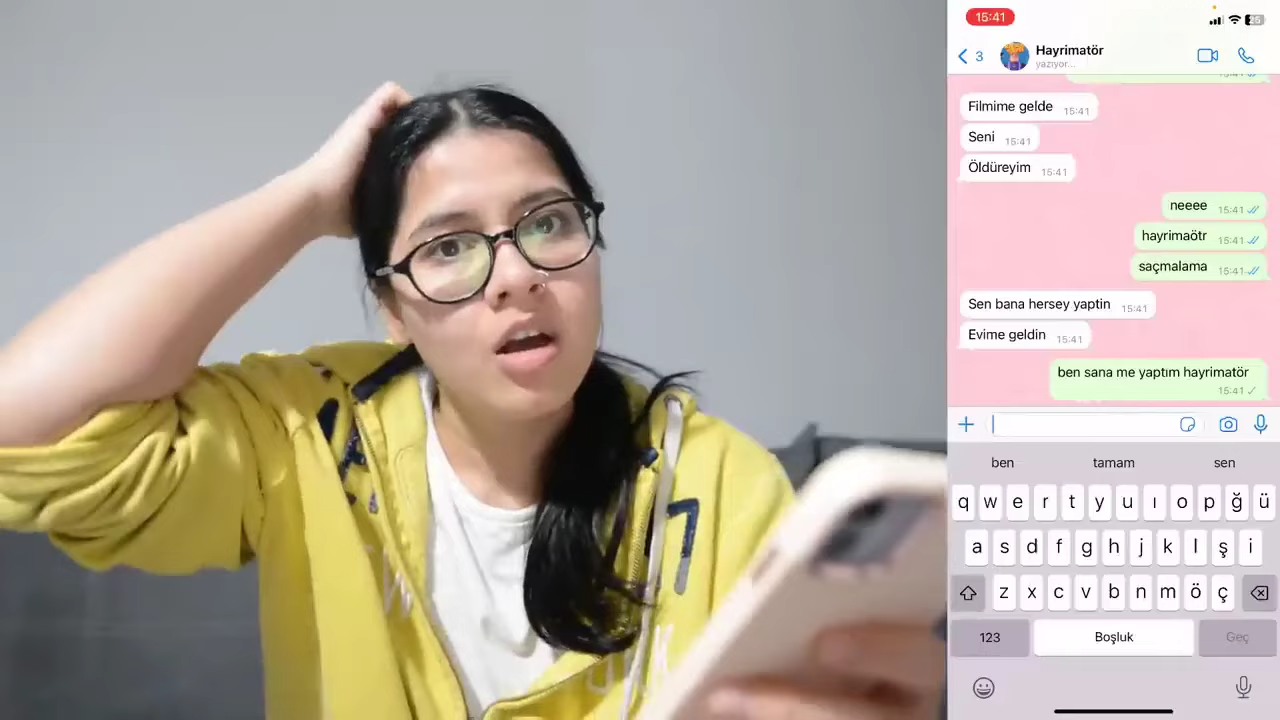 15:41
3
Hayrimatör
yazıyor...
Filmime gelde 15:41
Seni 15:41
Öldüreyim 15:41
neeee 15:41
hayrimaötr 15:41
saçmalama 15:41
Sen bana hersey yaptin 15:41
Evime geldin 15:41
ben sana me yaptım hayrimatör
15:41
ben tamam sen
q w e r t y u ı o p ğ ü
a s d f g h j k l ş i
z x c v b n m ö ç
123 Boşluk Geç
7